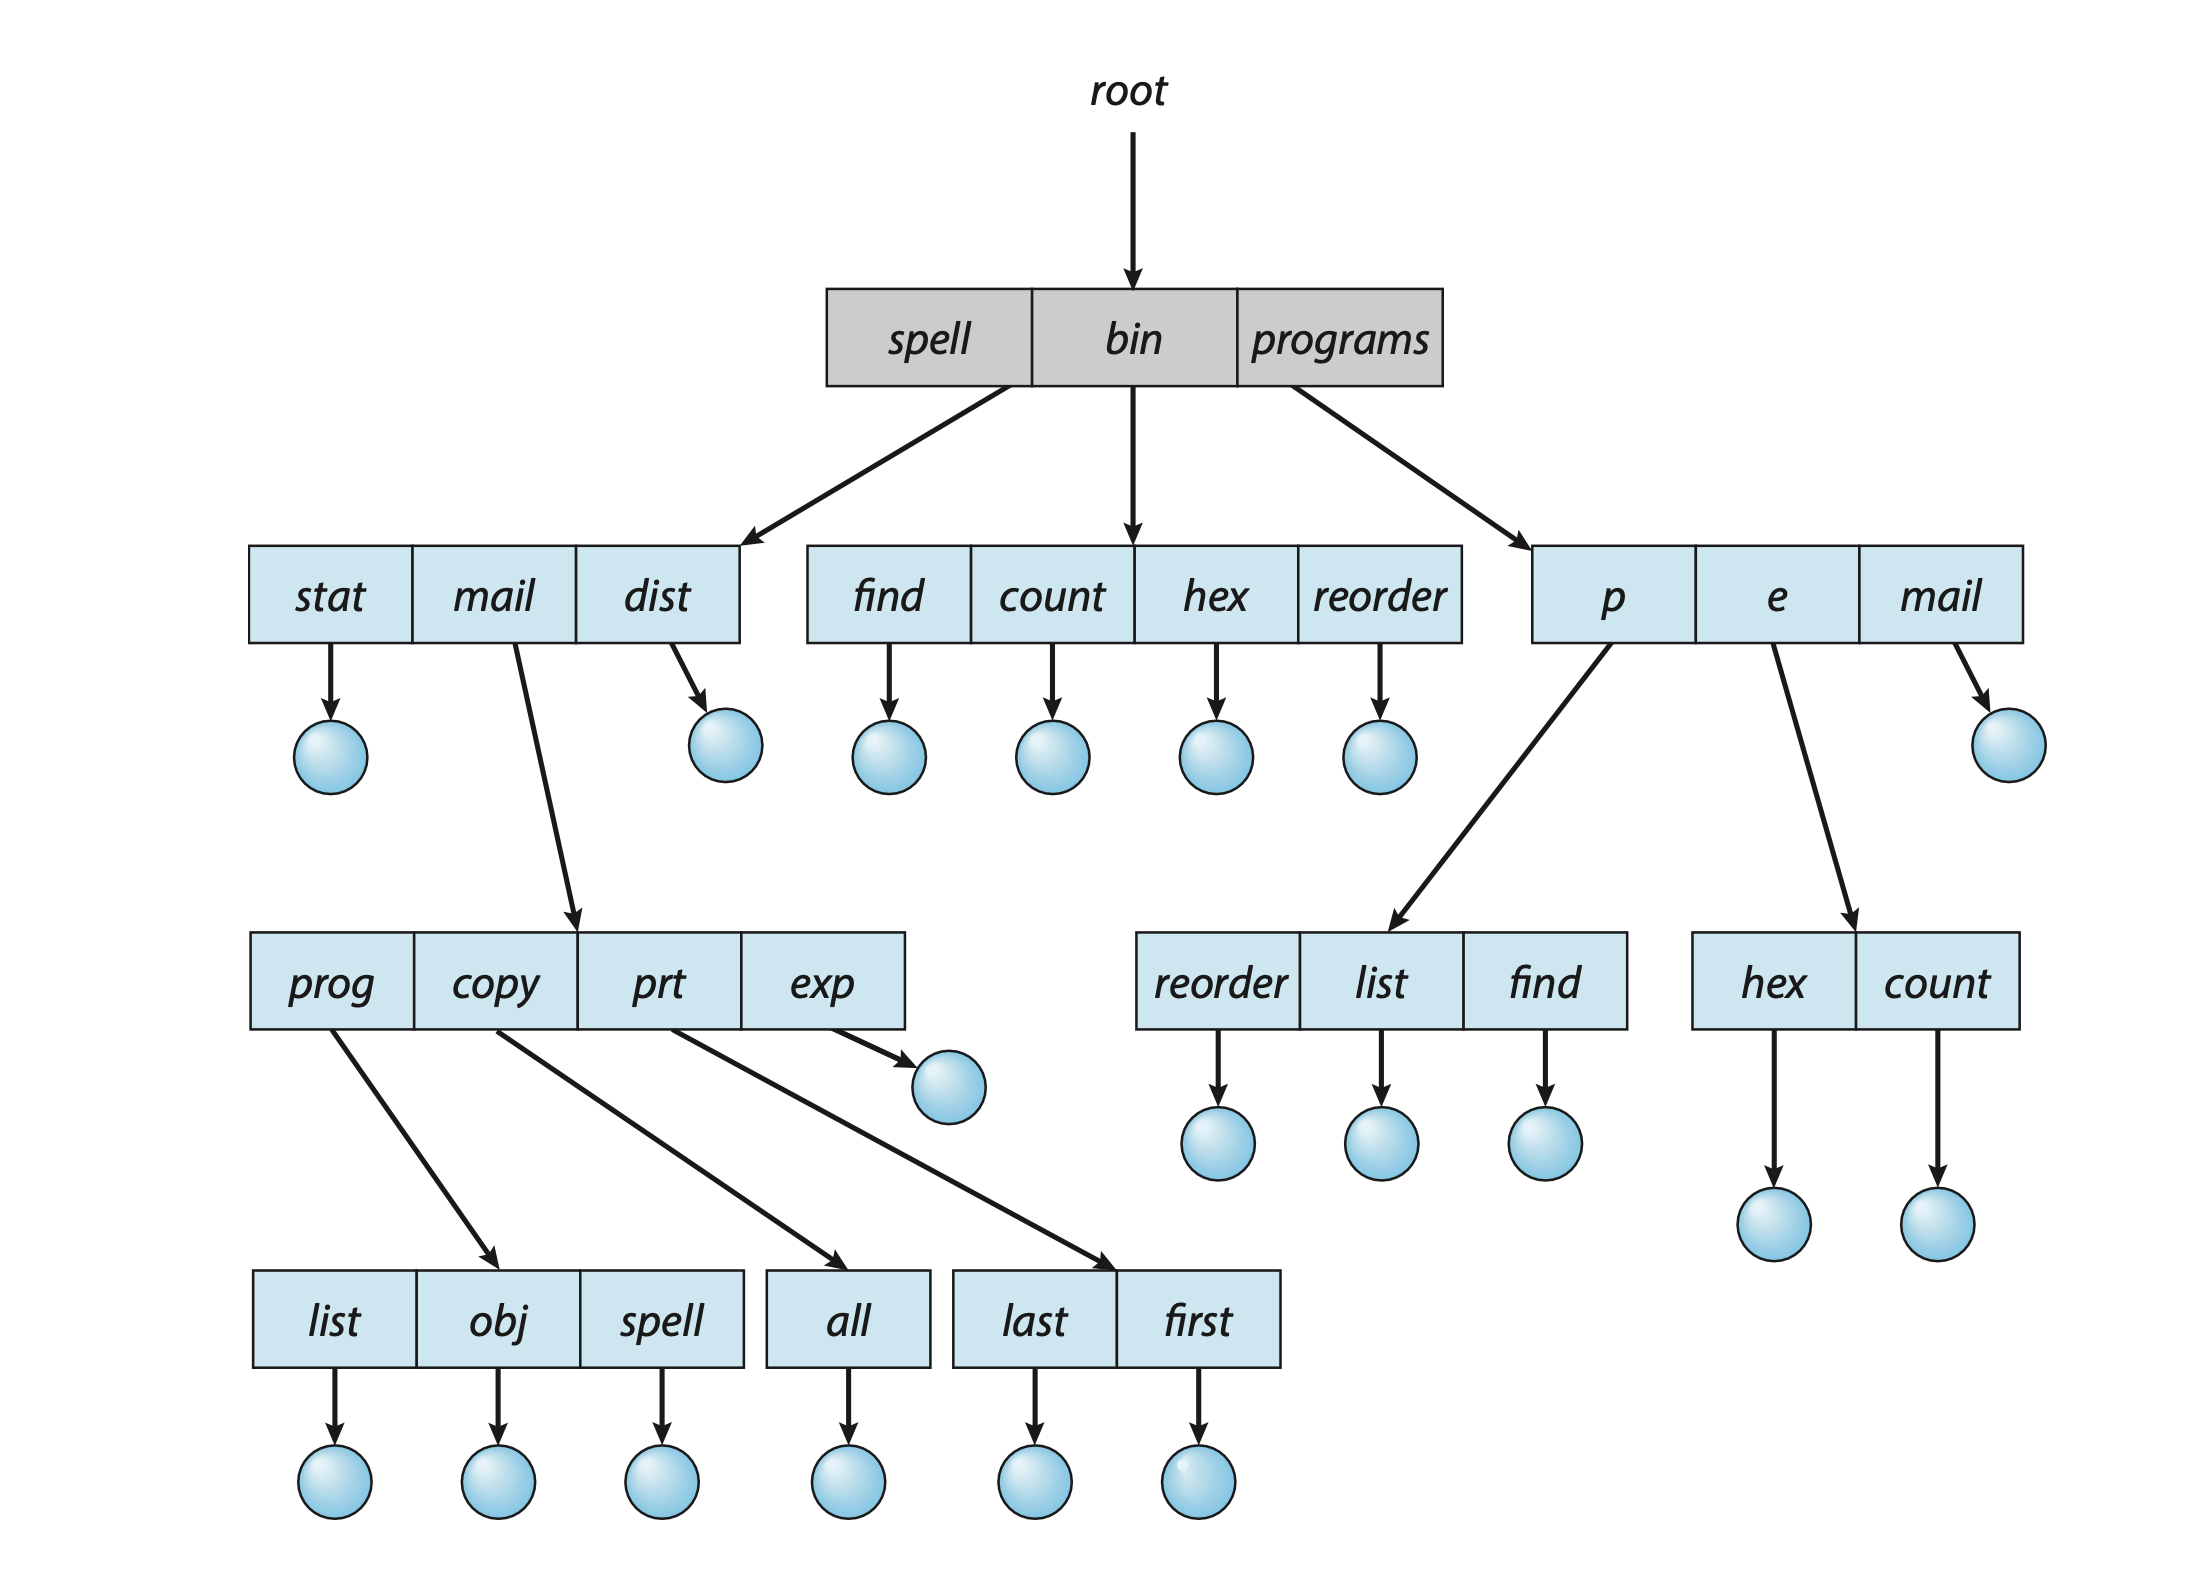 root
spell bin programs
stat mail dist find count hex reorder p e mail
prog copy prt exp reorder list find hex count
list obj spell all last first